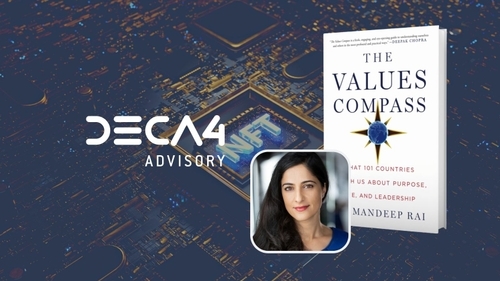 DECA4
ADVISORY
NFT
—DEEPAK CHOPRA
THE
VALUES
COMPASS
HAT 101 COUNTRIES
H US ABOUT PURPOSE,
E, AND LEADERSHIP
MANDEEP RAI